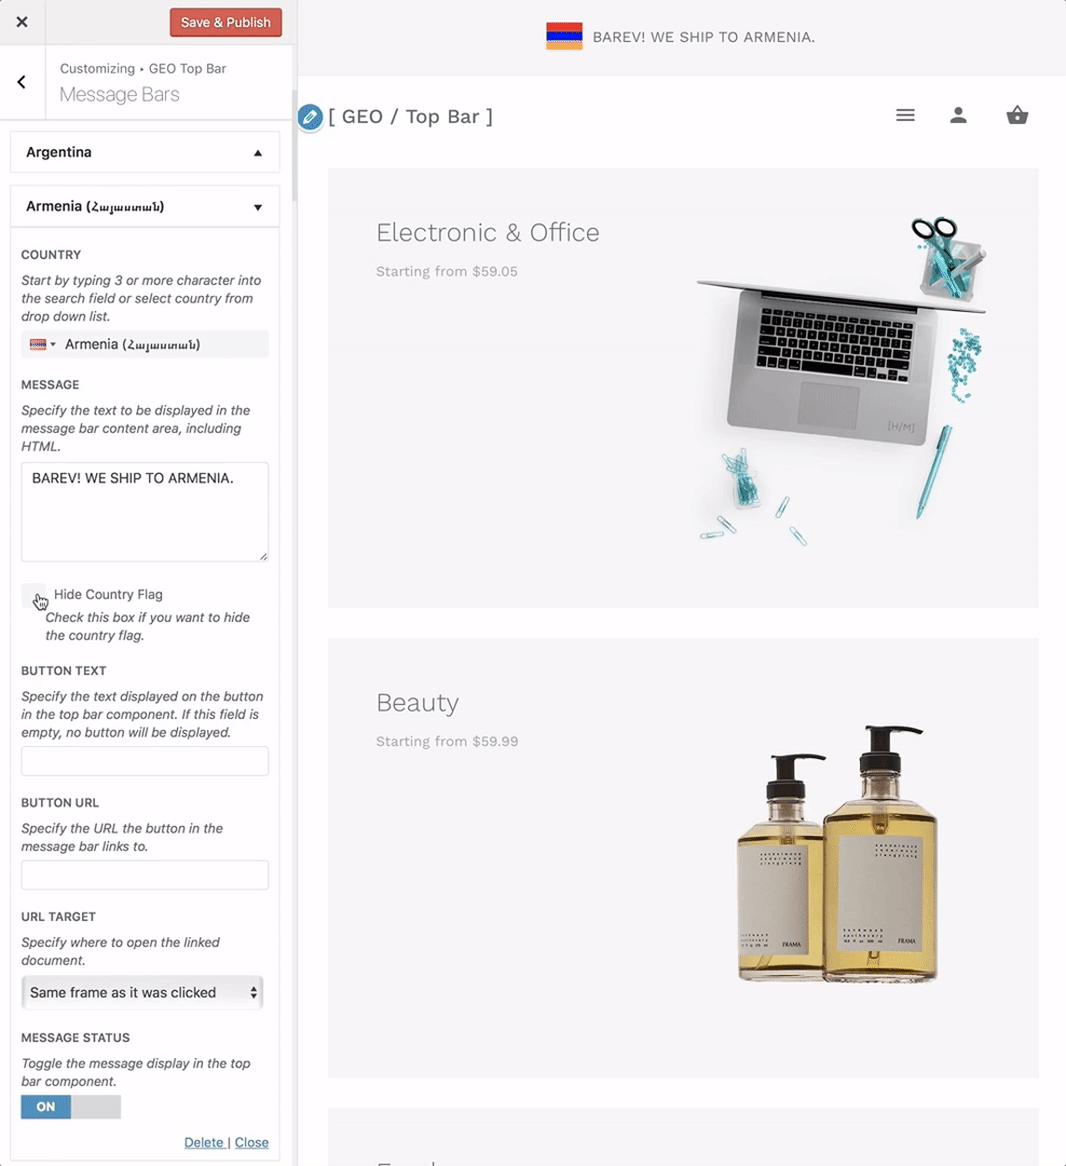 Save & Publish
Customizing • GEO Top Bar
Message Bars
Argentina
Armenia (Հայաստան)
COUNTRY
Start by typing 3 or more character into
the search field or select country from
drop down list.
Armenia (Հայաստան)
MESSAGE
Specify the text to be displayed in the
message bar content area, including
HTML.
BAREV! WE SHIP TO ARMENIA.
Hide Country Flag
Check this box if you want to hide
the country flag.
BUTTON TEXT
Specify the text displayed on the button
in the top bar component. If this field is
empty, no button will be displayed.
BUTTON URL
Specify the URL the button in the
message bar links to.
URL TARGET
Specify where to open the linked
document.
Same frame as it was clicked
MESSAGE STATUS
Toggle the message display in the top
bar component.
ON
Delete | Close
BAREV! WE SHIP TO ARMENIA.
[ GEO / Top Bar ]
Electronic & Office
Starting from $59.05
[H/M]
Beauty
Starting from $59.99
FRAMA
FRAMA